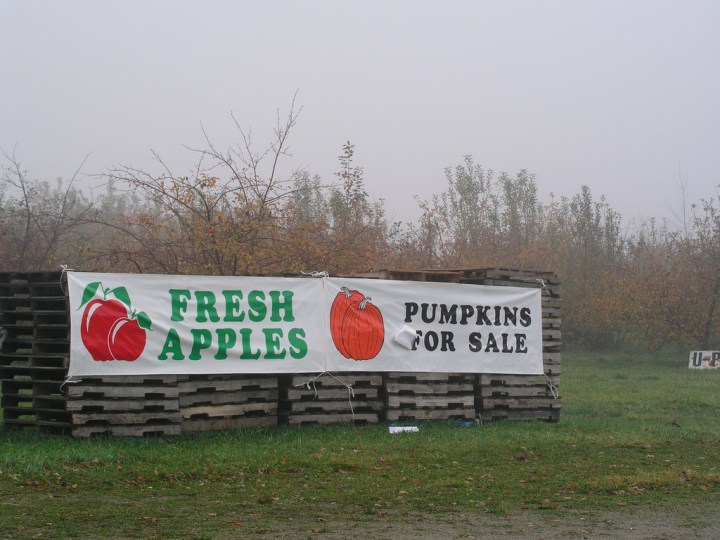 FRESH
APPLES
PUMPKINS
FOR SALE
U-P